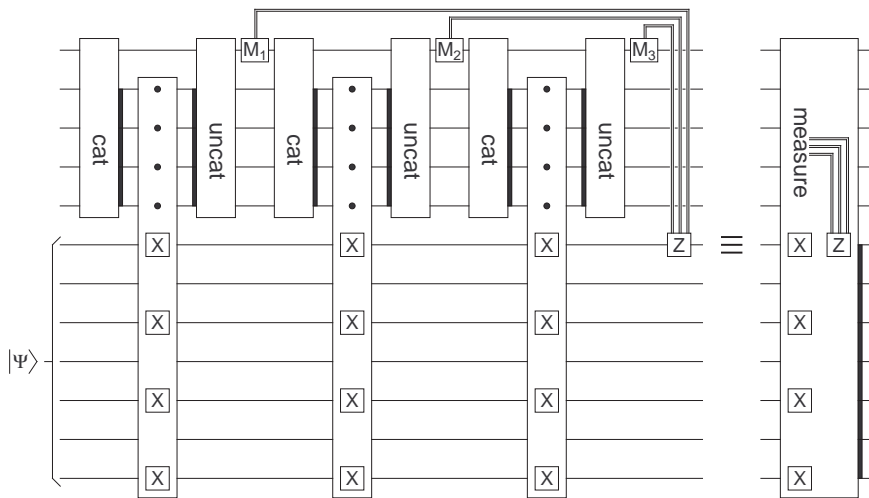 M1 M2 M3
cat uncat cat uncat cat uncat measure
X X X Z ≡ X Z
X X X X
|Ψ⟩
X X X X
X X X X